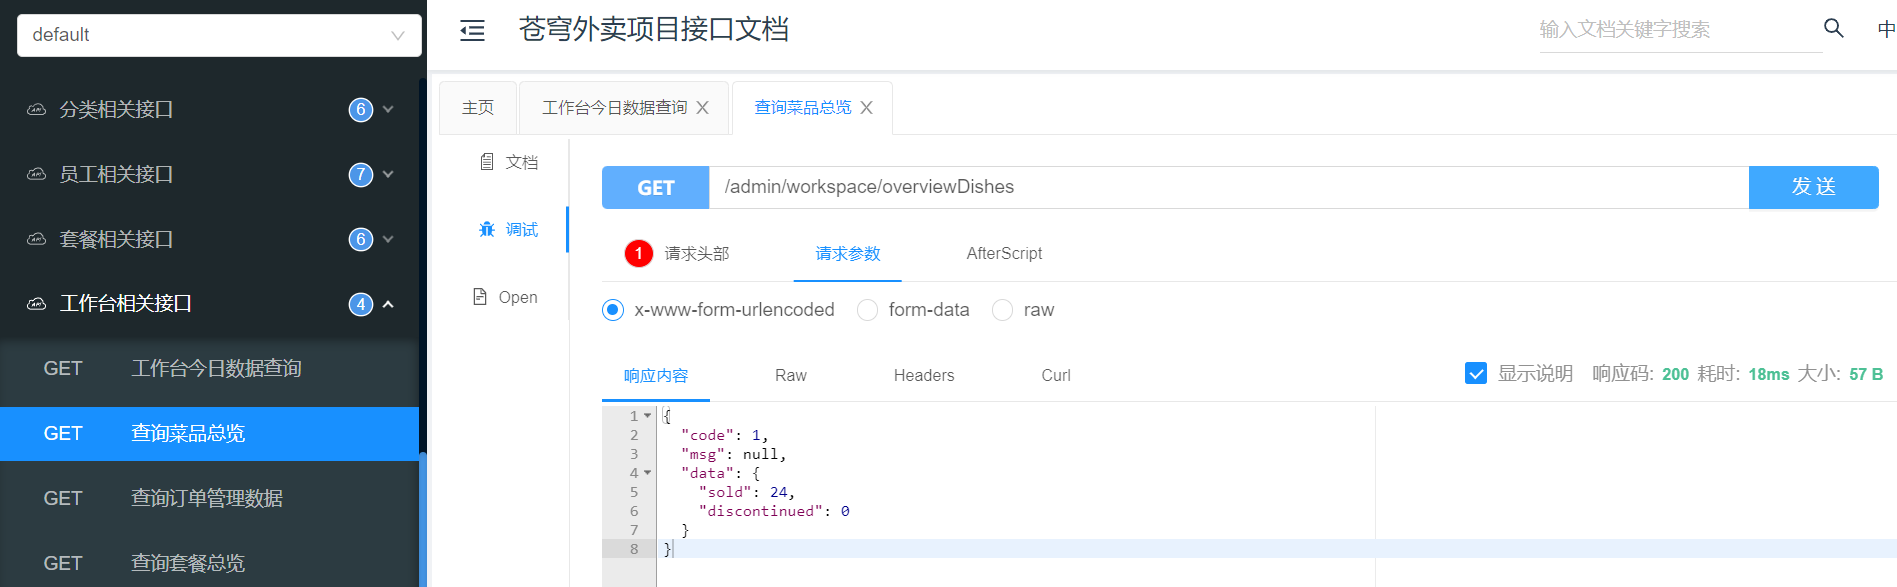 default
分类相关接口 6
员工相关接口 7
套餐相关接口 6
工作台相关接口 4
GET 工作台今日数据查询
GET 查询菜品总览
GET 查询订单管理数据
GET 查询套餐总览
苍穹外卖项目接口文档
输入文档关键字搜索
中
主页 工作台今日数据查询 查询菜品总览
文档
调试
Open
GET /admin/workspace/overviewDishes 发送
1 请求头部 请求参数 AfterScript
x-www-form-urlencoded form-data raw
响应内容 Raw Headers Curl 显示说明 响应码: 200 耗时: 18ms 大小: 57 B
1 {
2 "code": 1,
3 "msg": null,
4 "data": {
5 "sold": 24,
6 "discontinued": 0
7 }
8 }